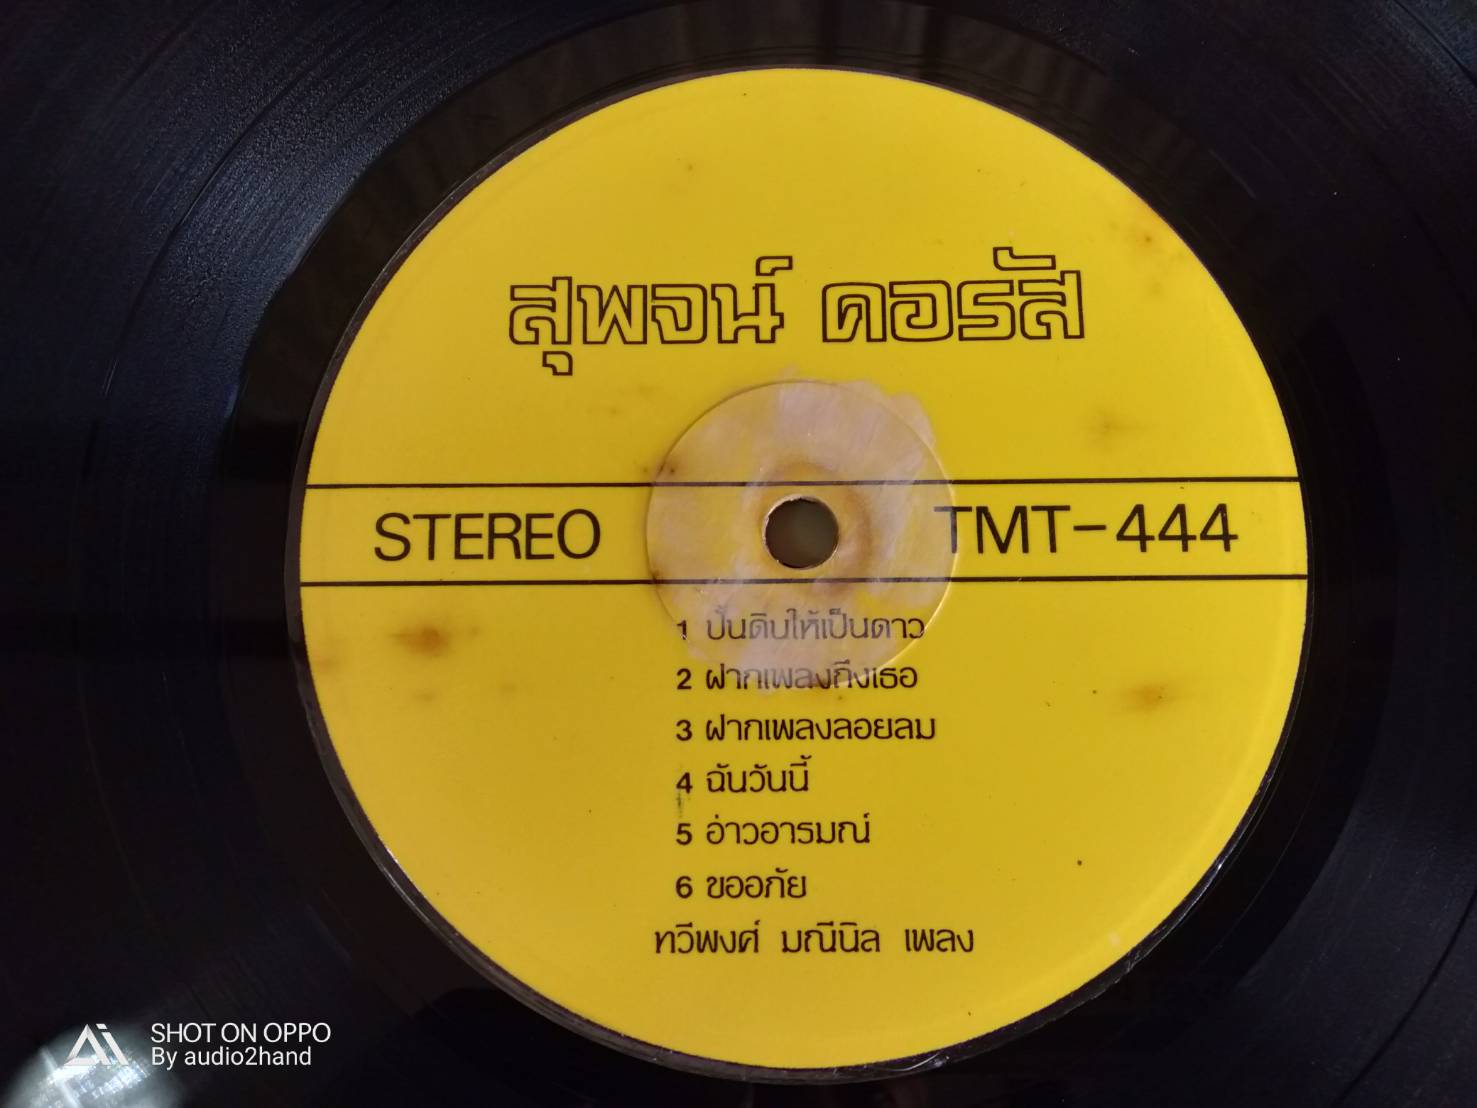 สุพจน์ คอรัส
STEREO TMT-444
1 ปั้นดินให้เป็นดาว
2 ฝากเพลงถึงเธอ
3 ฝากเพลงลอยลม
4 ฉันวันนี้
5 อ่าวอารมณ์
6 ขออภัย
ทวีพงศ์ มณีนิล เพลง
SHOT ON OPPO
By audio2hand